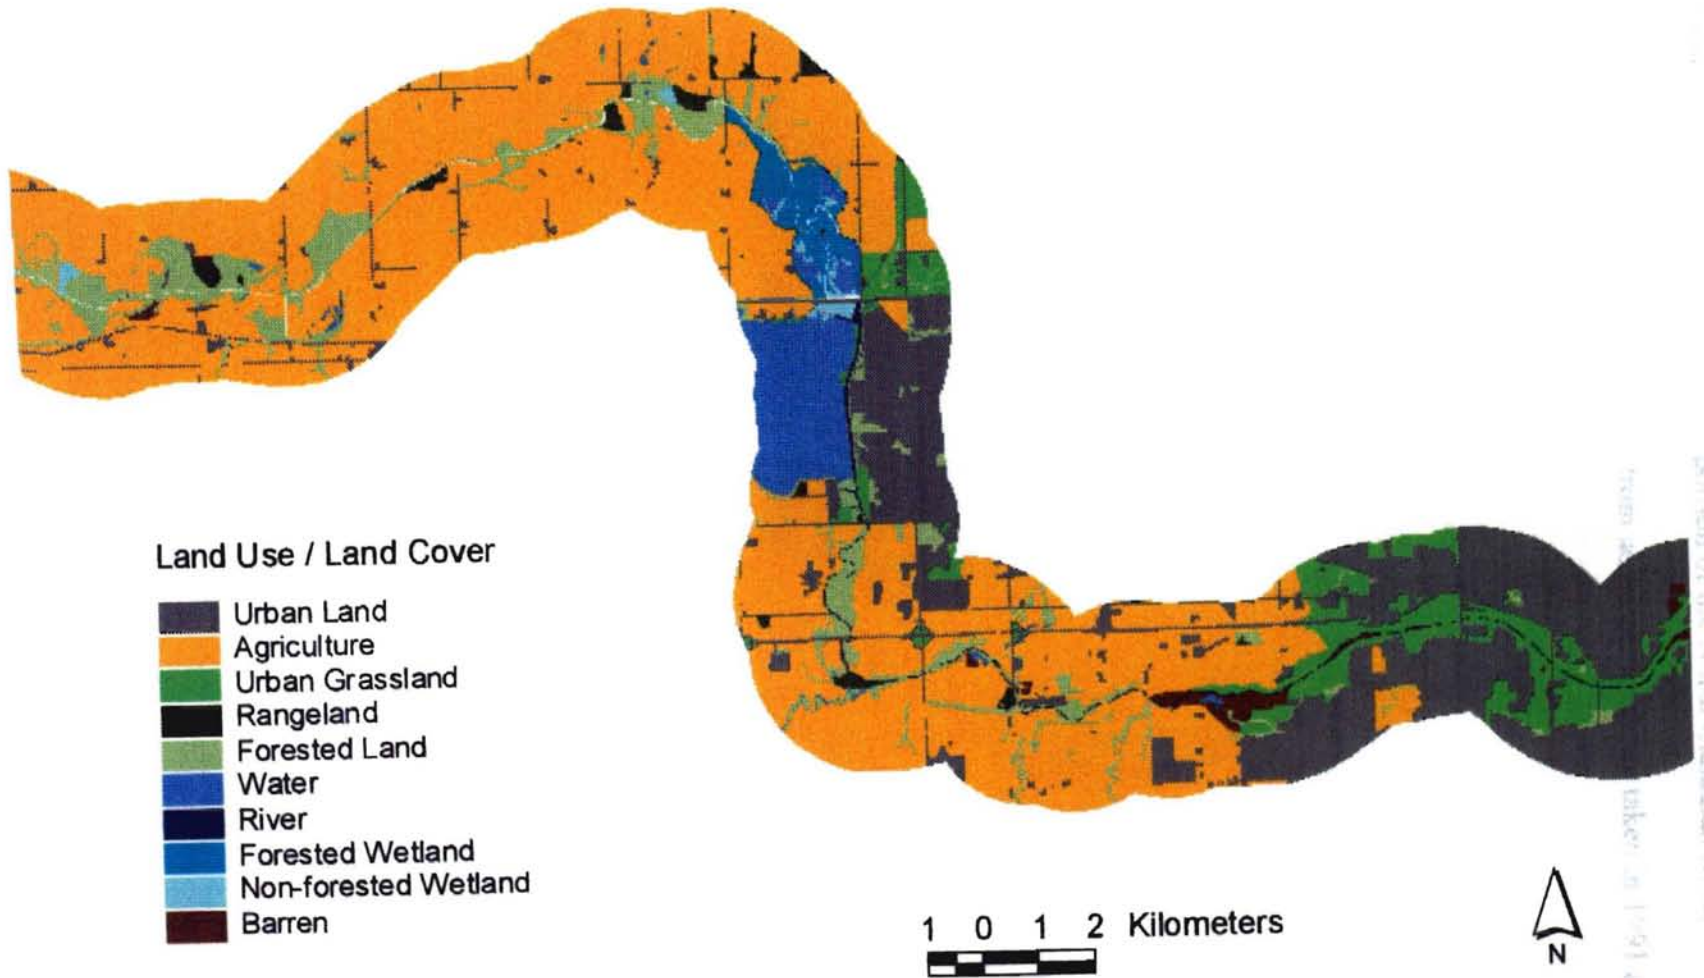 Land Use / Land Cover
Urban Land
Agriculture
Urban Grassland
Rangeland
Forested Land
Water
River
Forested Wetland
Non-forested Wetland
Barren
1 0 1 2 Kilometers
N